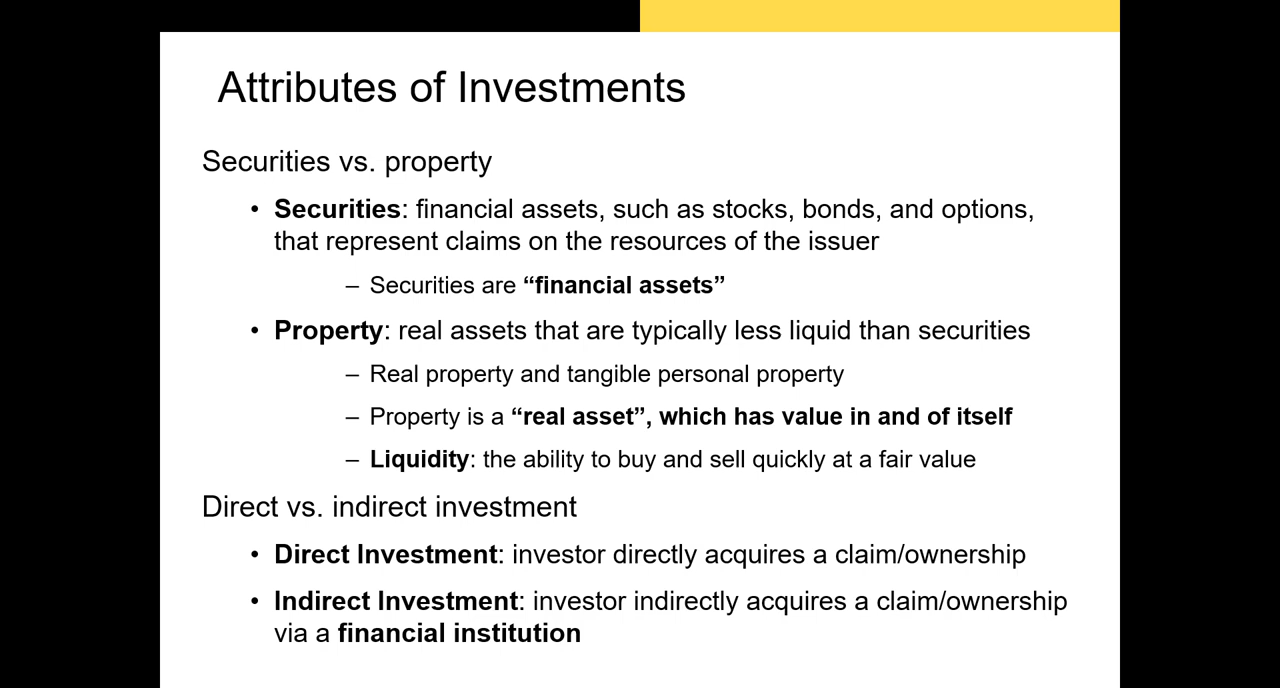 Attributes of Investments
Securities vs. property
• Securities: financial assets, such as stocks, bonds, and options,
that represent claims on the resources of the issuer
– Securities are “financial assets”
• Property: real assets that are typically less liquid than securities
– Real property and tangible personal property
– Property is a “real asset”, which has value in and of itself
– Liquidity: the ability to buy and sell quickly at a fair value
Direct vs. indirect investment
• Direct Investment: investor directly acquires a claim/ownership
• Indirect Investment: investor indirectly acquires a claim/ownership
via a financial institution